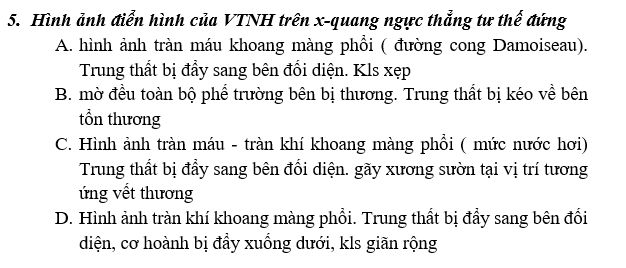 5. Hình ảnh điển hình của VTNH trên x-quang ngực thẳng tư thế đứng
A. hình ảnh tràn máu khoang màng phổi ( đường cong Damoiseau).
Trung thất bị đẩy sang bên đối diện. Kls xẹp
B. mờ đều toàn bộ phế trường bên bị thương. Trung thất bị kéo về bên
tổn thương
C. Hình ảnh tràn máu - tràn khí khoang màng phổi ( mức nước hơi)
Trung thất bị đẩy sang bên đối diện. gãy xương sườn tại vị trí tương
ứng vết thương
D. Hình ảnh tràn khí khoang màng phổi. Trung thất bị đẩy sang bên đối
diện, cơ hoành bị đẩy xuống dưới, kls giãn rộng